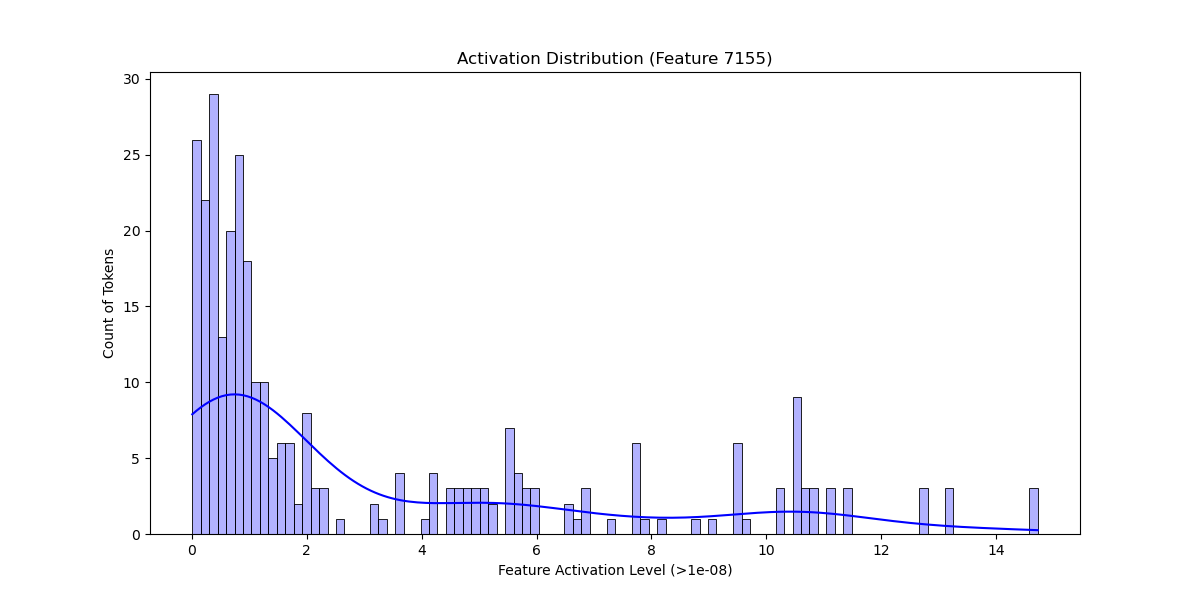 Activation Distribution (Feature 7155)
30
25
20
15
10
5
0
Count of Tokens
0 2 4 6 8 10 12 14
Feature Activation Level (>1e-08)